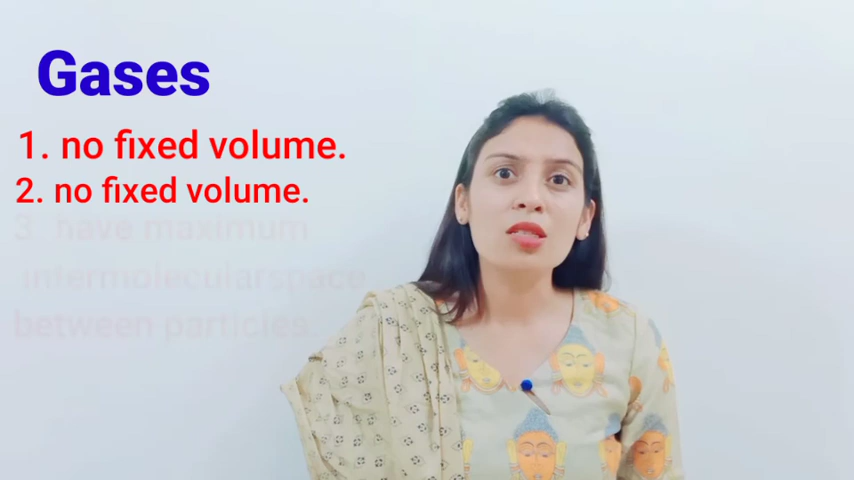 Gases
1. no fixed volume.
2. no fixed volume.
3. have maximum
intermolecularspace
between particles.